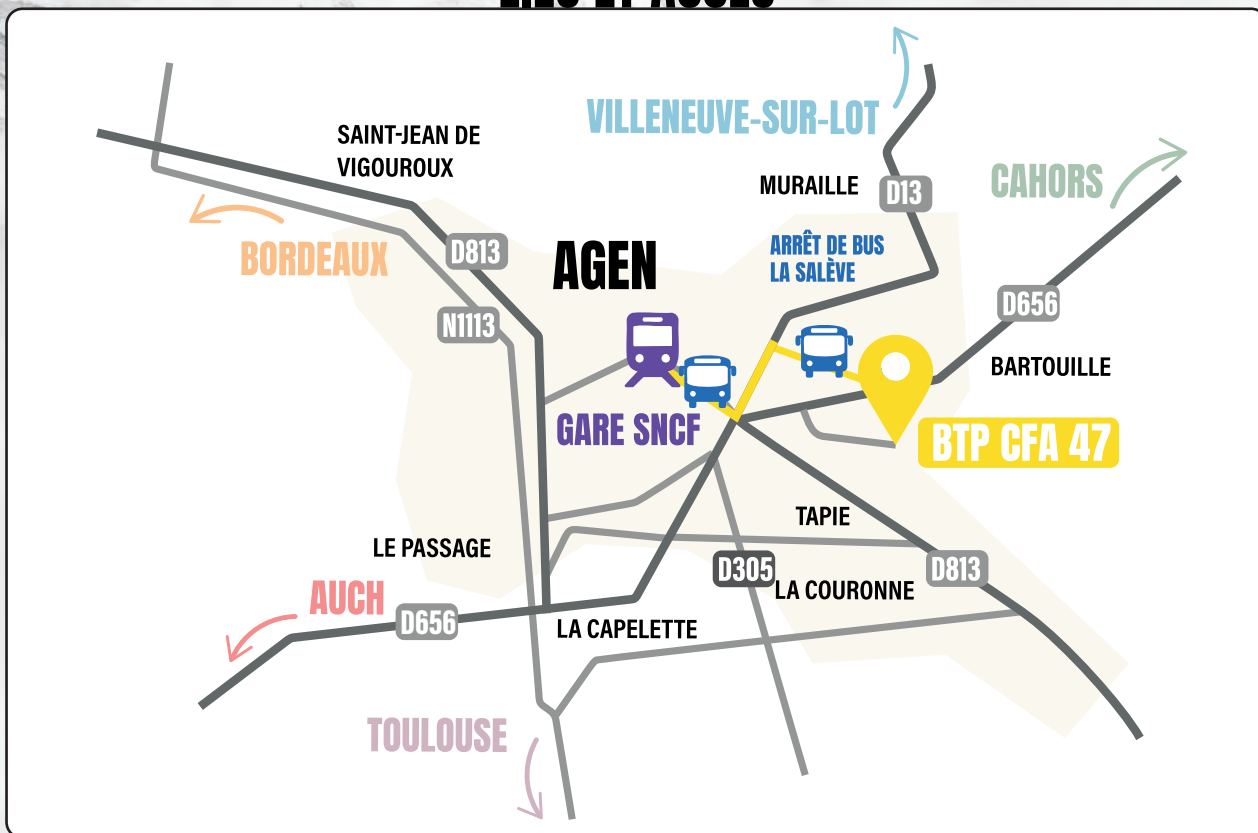 SAINT-JEAN DE
VIGOUROUX
VILLENEUVE-SUR-LOT
MURAILLE
D13
CAHORS
BORDEAUX
D813
AGEN
ARRÊT DE BUS
LA SALÈVE
N1113
D656
BARTOUILLE
GARE SNCF
BTP CFA 47
TAPIE
LE PASSAGE
D305
D813
LA COURONNE
AUCH
D656
LA CAPELETTE
TOULOUSE